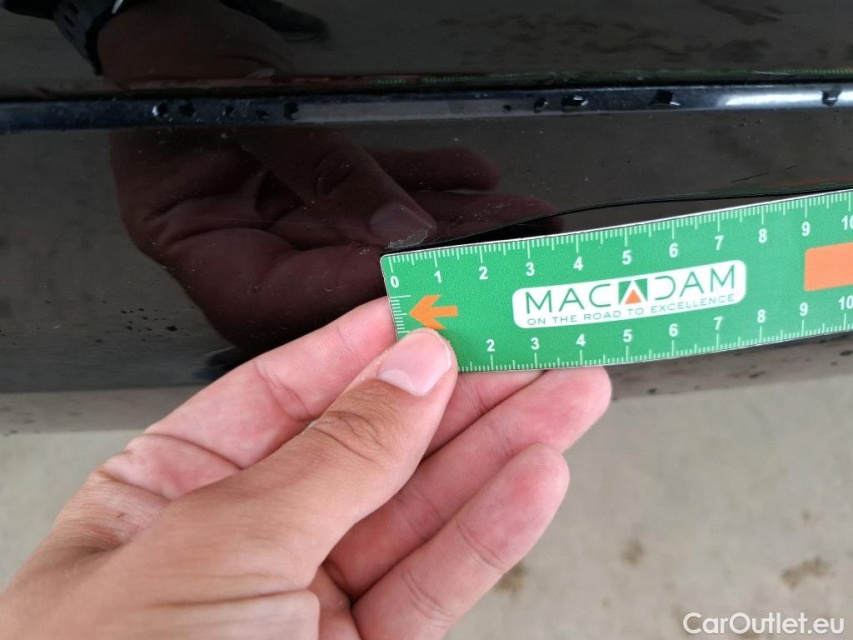 0 1 2 3 4 5 6 7 8 9 10
MACADAM
ON THE ROAD TO EXCELLENCE
0 2 3 4 5 6 7 8 9 10
CarOutlet.eu